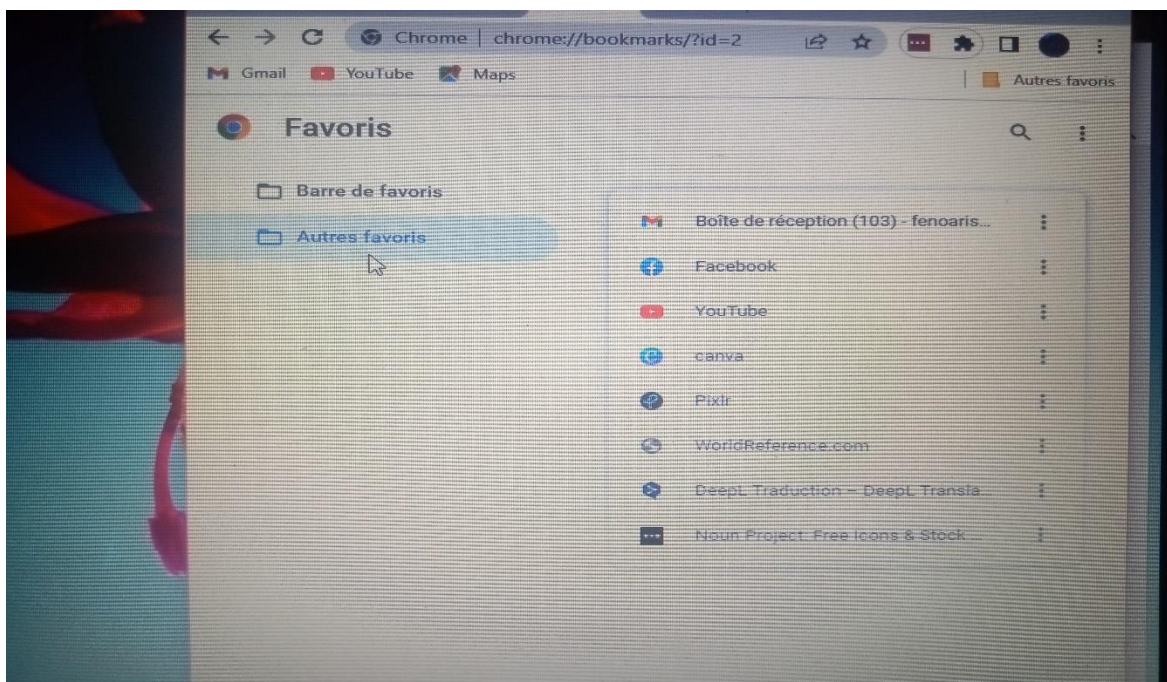 Chrome | chrome://bookmarks/?id=2
Gmail YouTube Maps Autres favoris
Favoris
Barre de favoris
Autres favoris
Boîte de réception (103) - fenoaris...
Facebook
YouTube
canva
Pixlr
WorldReference.com
DeepL Traduction – DeepL Transla...
Noun Project: Free Icons & Stock ...